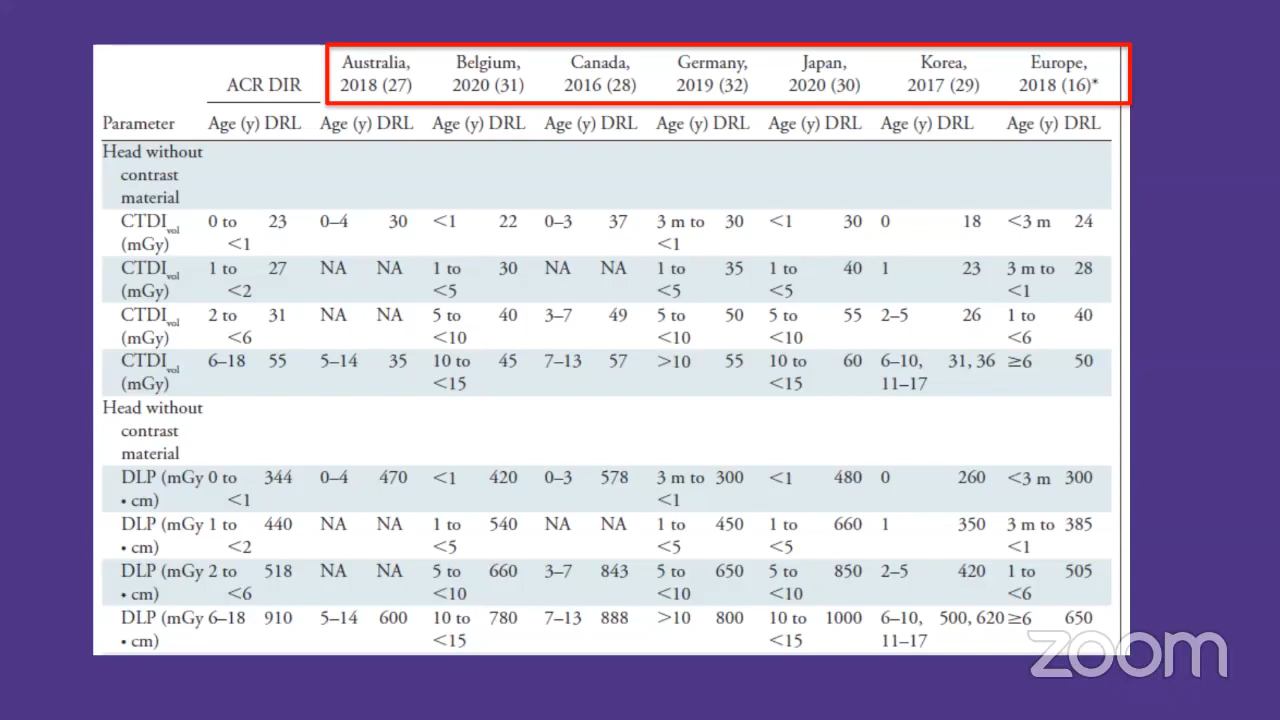 Australia, Belgium, Canada, Germany, Japan, Korea, Europe,
ACR DIR 2018 (27) 2020 (31) 2016 (28) 2019 (32) 2020 (30) 2017 (29) 2018 (16)*
Parameter Age (y) DRL Age (y) DRL Age (y) DRL Age (y) DRL Age (y) DRL Age (y) DRL Age (y) DRL Age (y) DRL
Head without
contrast
material
CTDIvol 0 to 23 0–4 30 <1 22 0–3 37 3 m to 30 <1 30 0 18 <3 m 24
(mGy) <1 <1
CTDIvol 1 to 27 NA NA 1 to 30 NA NA 1 to 35 1 to 40 1 23 3 m to 28
(mGy) <2 <5 <5 <5 <1
CTDIvol 2 to 31 NA NA 5 to 40 3–7 49 5 to 50 5 to 55 2–5 26 1 to 40
(mGy) <6 <10 <10 <10 <6
CTDIvol 6–18 55 5–14 35 10 to 45 7–13 57 >10 55 10 to 60 6–10, 31, 36 ≥6 50
(mGy) <15 <15 11–17
Head without
contrast
material
DLP (mGy 0 to 344 0–4 470 <1 420 0–3 578 3 m to 300 <1 480 0 260 <3 m 300
• cm) <1 <1
DLP (mGy 1 to 440 NA NA 1 to 540 NA NA 1 to 450 1 to 660 1 350 3 m to 385
• cm) <2 <5 <5 <5 <1
DLP (mGy 2 to 518 NA NA 5 to 660 3–7 843 5 to 650 5 to 850 2–5 420 1 to 505
• cm) <6 <10 <10 <10 <6
DLP (mGy 6–18 910 5–14 600 10 to 780 7–13 888 >10 800 10 to 1000 6–10, 500, 620 ≥6 650
• cm) <15 <15 11–17
zoom